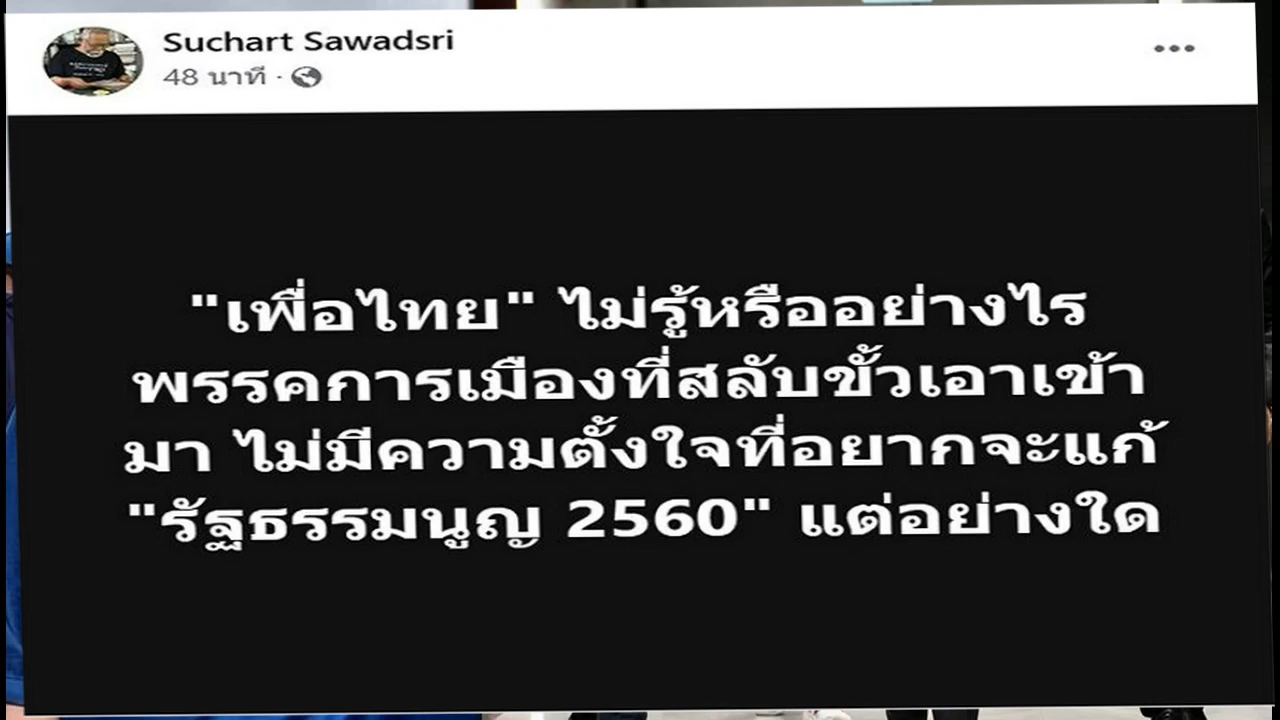 Suchart Sawadsri
48 นาที ·
"เพื่อไทย" ไม่รู้หรืออย่างไร
พรรคการเมืองที่สลับขั้วเอาเข้า
มา ไม่มีความตั้งใจที่อยากจะแก้
"รัฐธรรมนูญ 2560" แต่อย่างใด